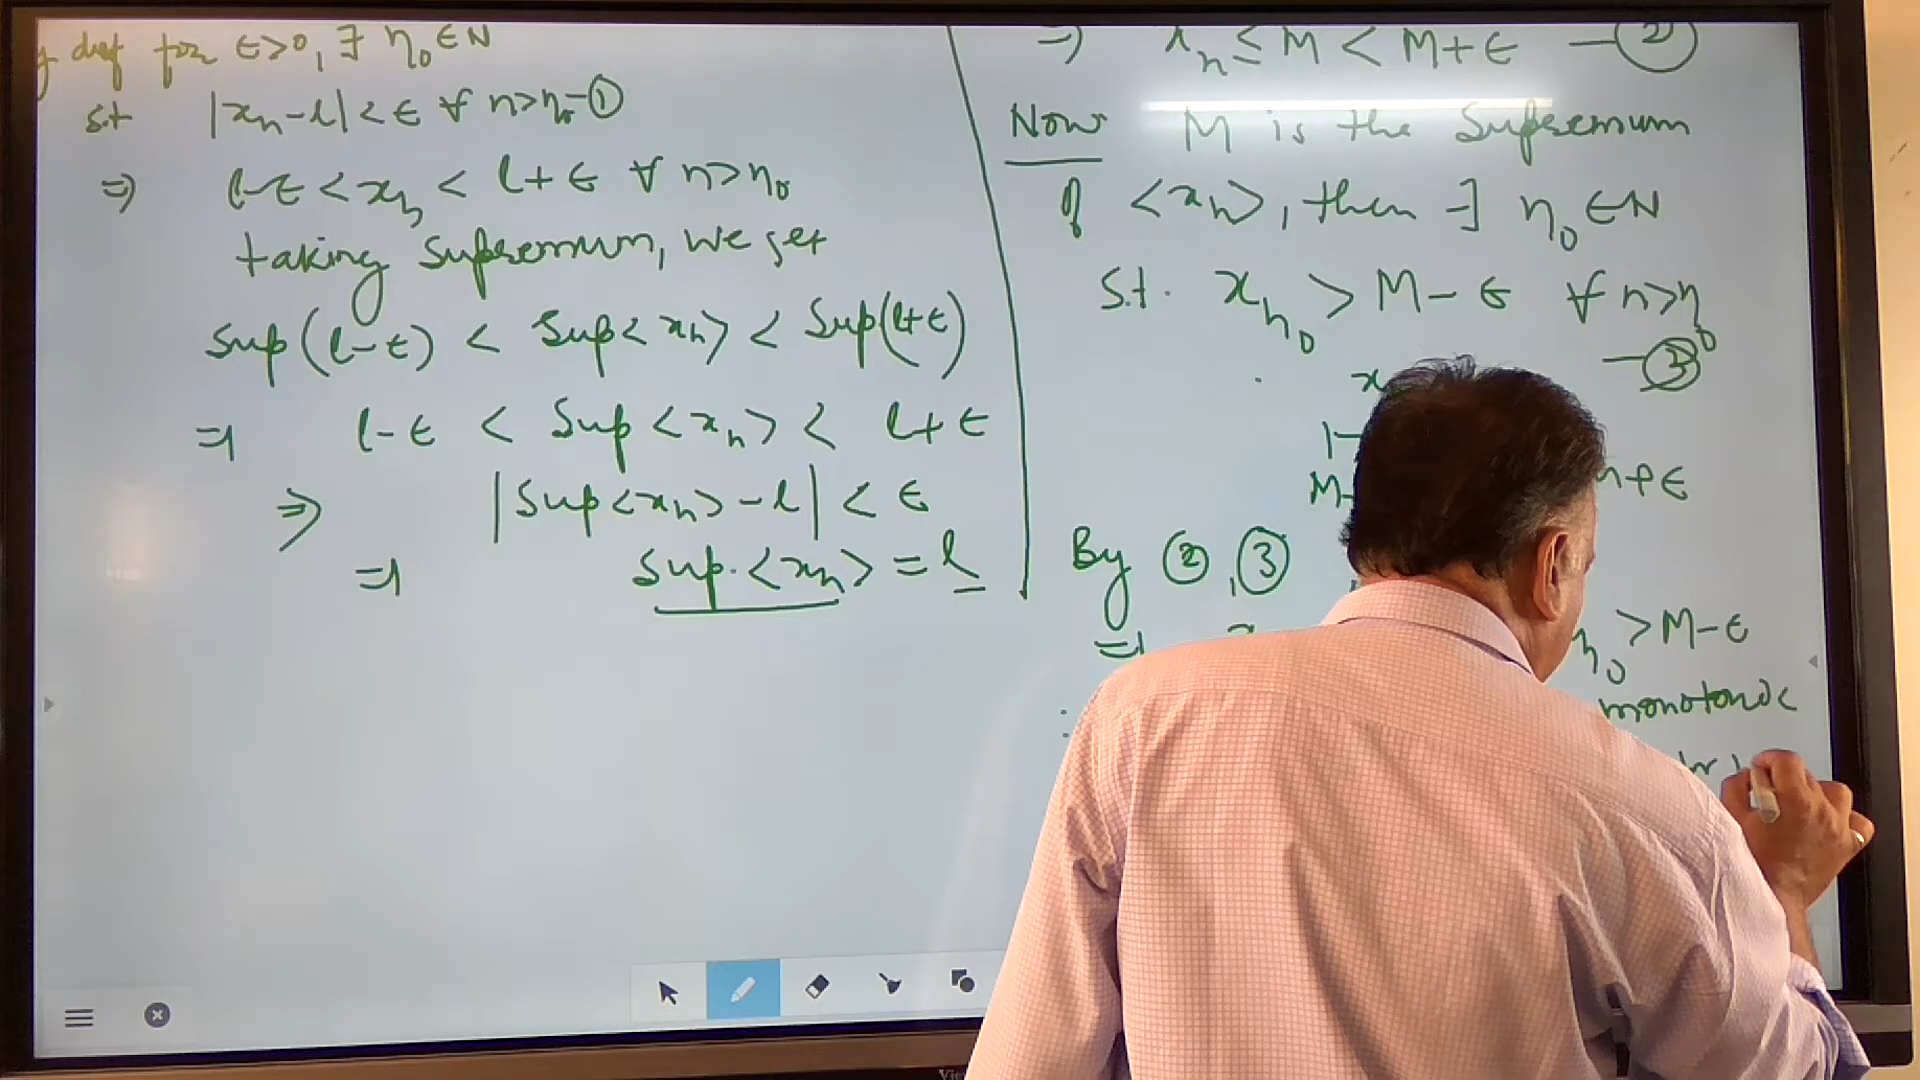 def for ε>0, ∃ n₀ ∈ N
s.t |xₙ-l| < ε ∀ n>n₀ -①
⇒ l-ε < xₙ < l+ε ∀ n>n₀
taking Supremum, we get
Sup(l-ε) < Sup<xₙ> < Sup(l+ε)
⇒ l-ε < Sup<xₙ> < l+ε
⇒ |Sup<xₙ>-l| < ε
⇒ Sup.<xₙ> = l
⇒ xₙ ≤ M < M+ε -②
Now M is the Supremum
of <xₙ>, then ∃ n₀ ∈ N
S.t. xₙ₀ > M-ε ∀ n>n₀
-③
x
M- +ε
By ②, ③
⇒ n₀ > M-ε
monotonic